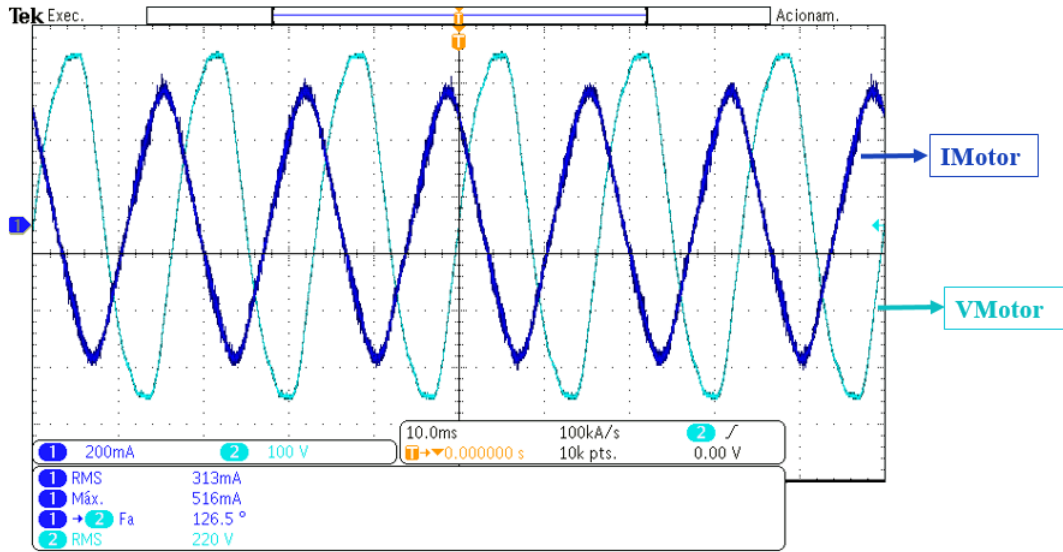 Tek Exec. T Acionam.
T
IMotor
1
VMotor
1 200mA 2 100 V
10.0ms 100kA/s 2
T→▼0.000000 s 10k pts. 0.00 V
1 RMS 313mA
1 Máx. 516mA
1 → 2 Fa 126.5 °
2 RMS 220 V